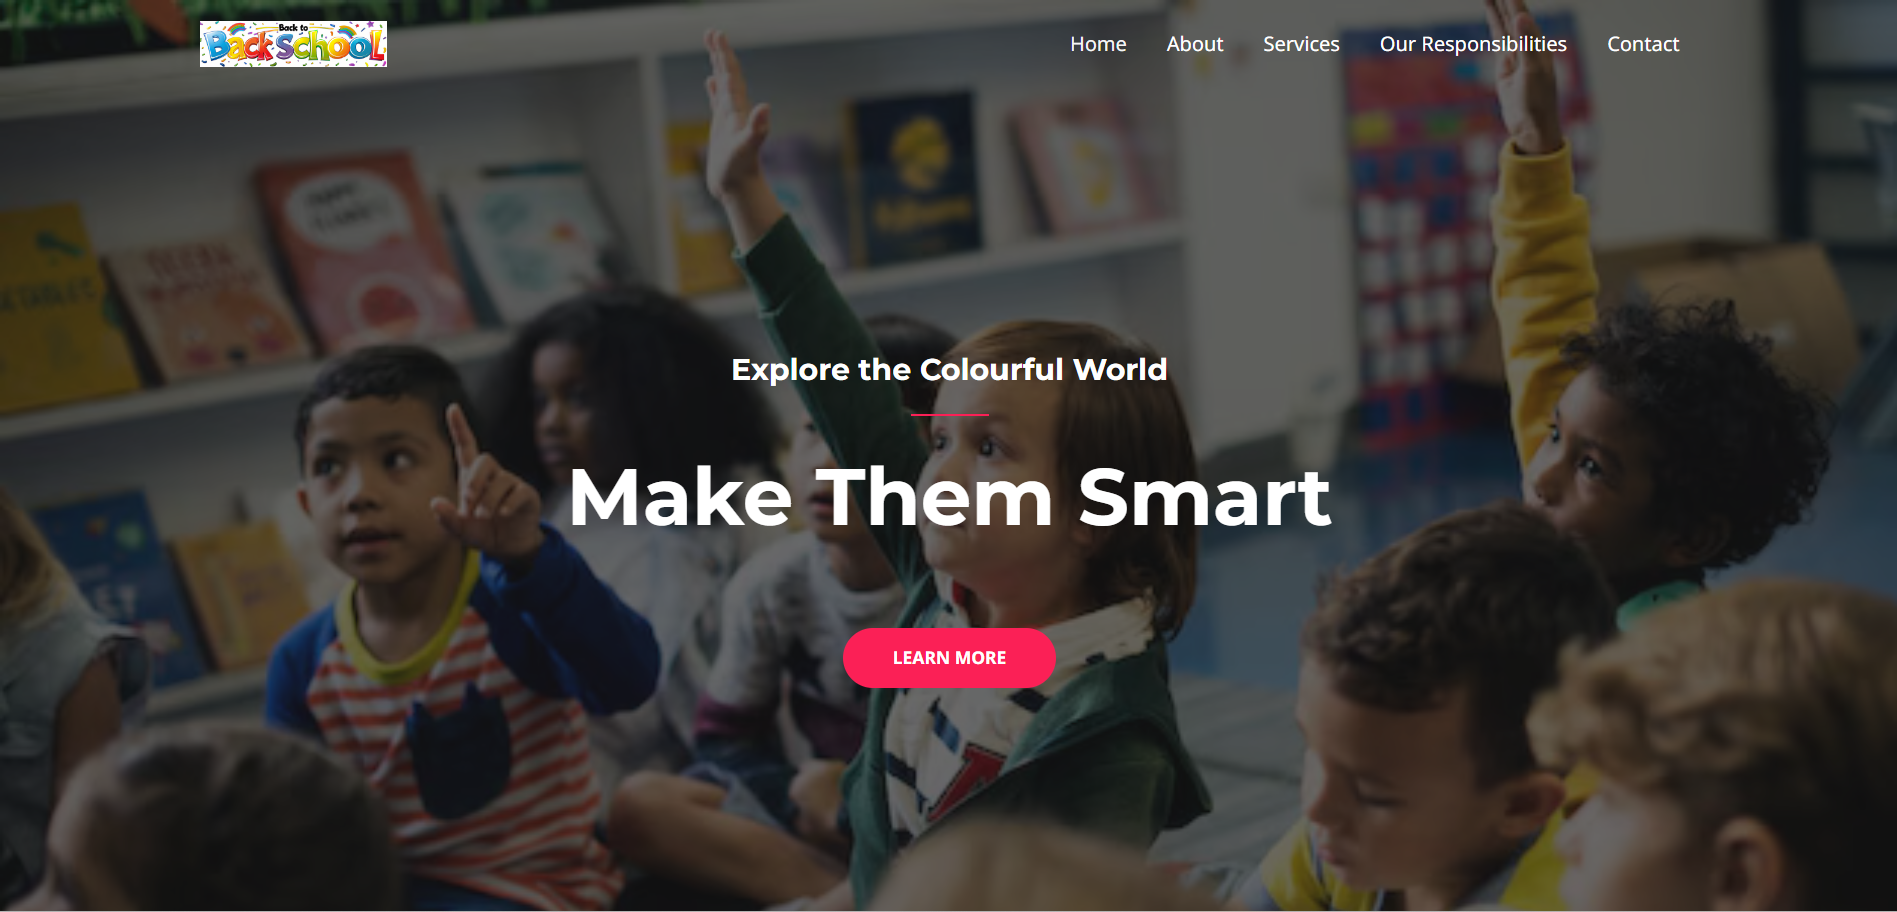 Back to
Back School
Home About Services Our Responsibilities Contact
Explore the Colourful World
Make Them Smart
LEARN MORE